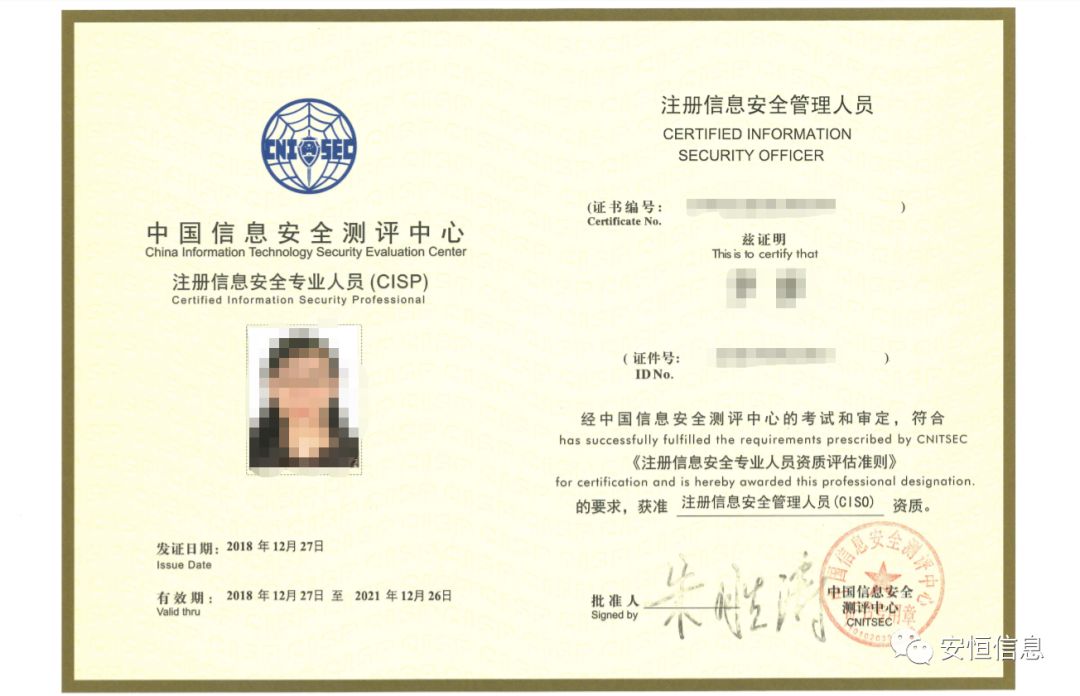 CNITSEC
中国信息安全测评中心
China Information Technology Security Evaluation Center
注册信息安全专业人员(CISP)
Certified Information Security Professional
发证日期：2018 年 12月 27日
Issue Date
有效期：2018 年 12月 27日 至 2021 年 12月 26日
Valid thru
注册信息安全管理人员
CERTIFIED INFORMATION
SECURITY OFFICER
(证书编号： )
Certificate No.
兹证明
This is to certify that
(证件号： )
ID No.
经中国信息安全测评中心的考试和审定，符合
has successfully fulfilled the requirements prescribed by CNITSEC
《注册信息安全专业人员资质评估准则》
for certification and is hereby awarded this professional designation.
的要求，获准 注册信息安全管理人员(CISO) 资质。
批准人
Signed by
中国信息安全测评中心
中国信息安全
测评中心
CNITSEC
安恒信息